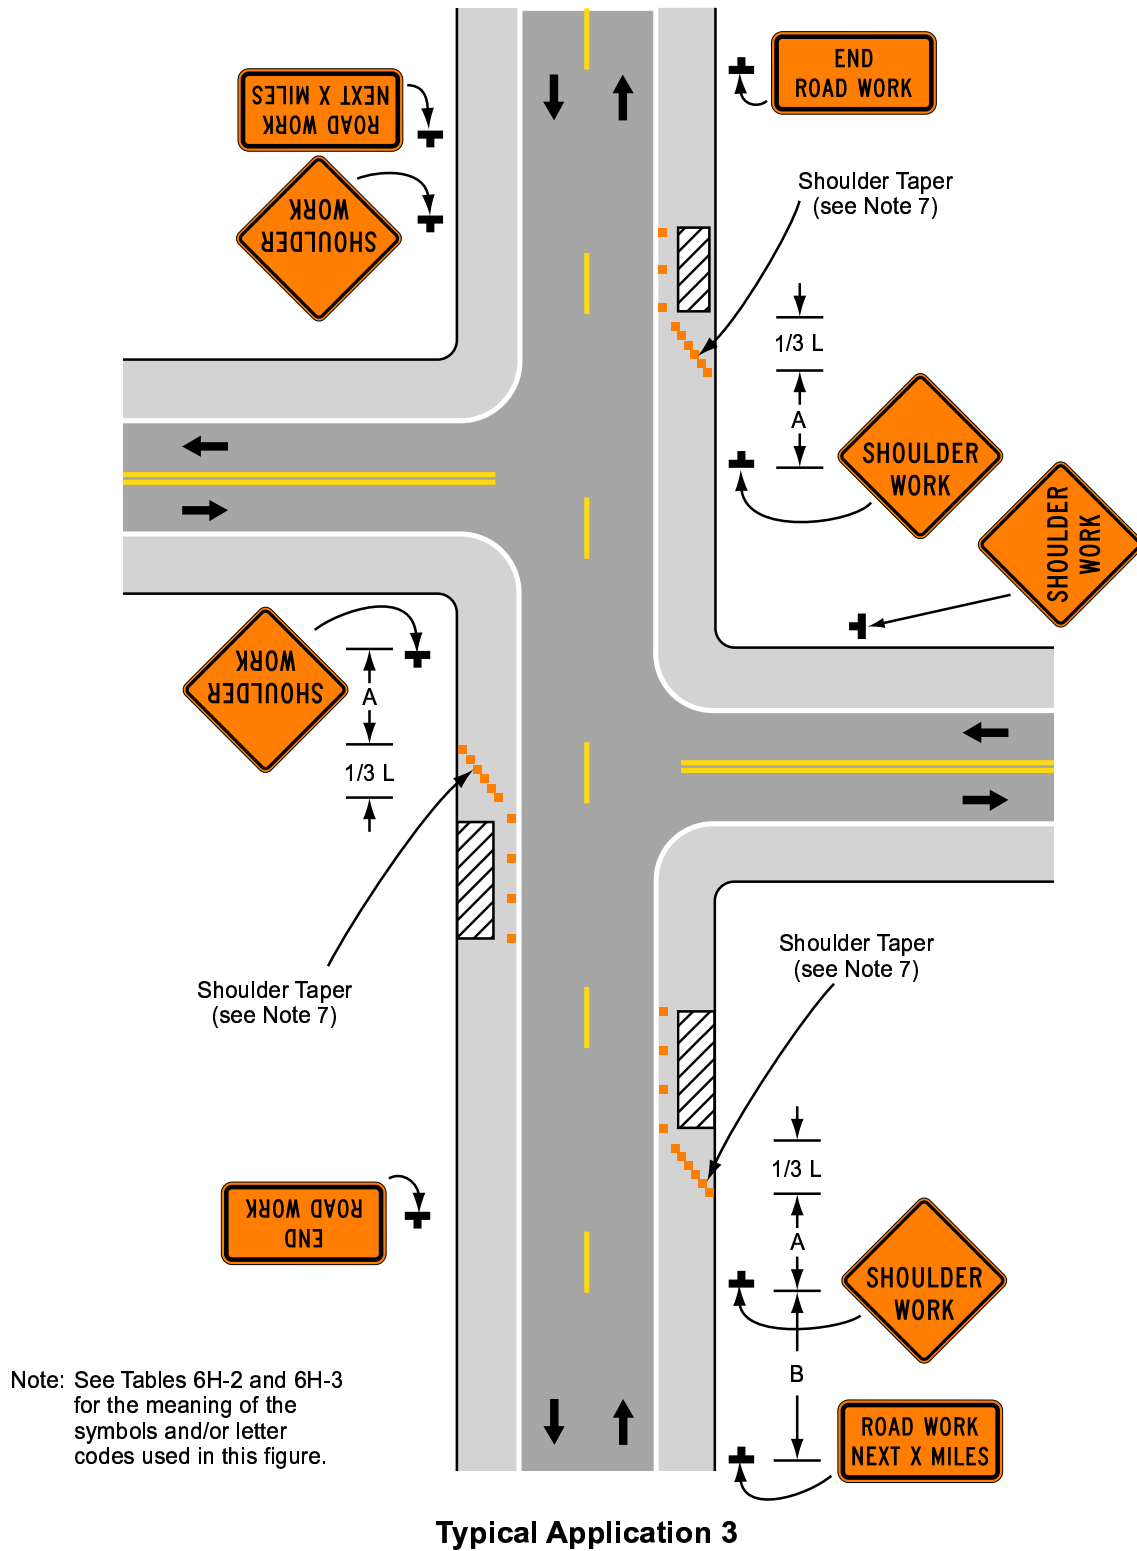 END
ROAD WORK
ROAD WORK
NEXT X MILES
SHOULDER
WORK
Shoulder Taper
(see Note 7)
1/3 L
A
SHOULDER
WORK
SHOULDER
WORK
SHOULDER
WORK
A
1/3 L
Shoulder Taper
(see Note 7)
Shoulder Taper
(see Note 7)
1/3 L
A
END
ROAD WORK
SHOULDER
WORK
B
Note: See Tables 6H-2 and 6H-3
for the meaning of the
symbols and/or letter
codes used in this figure.
ROAD WORK
NEXT X MILES
Typical Application 3